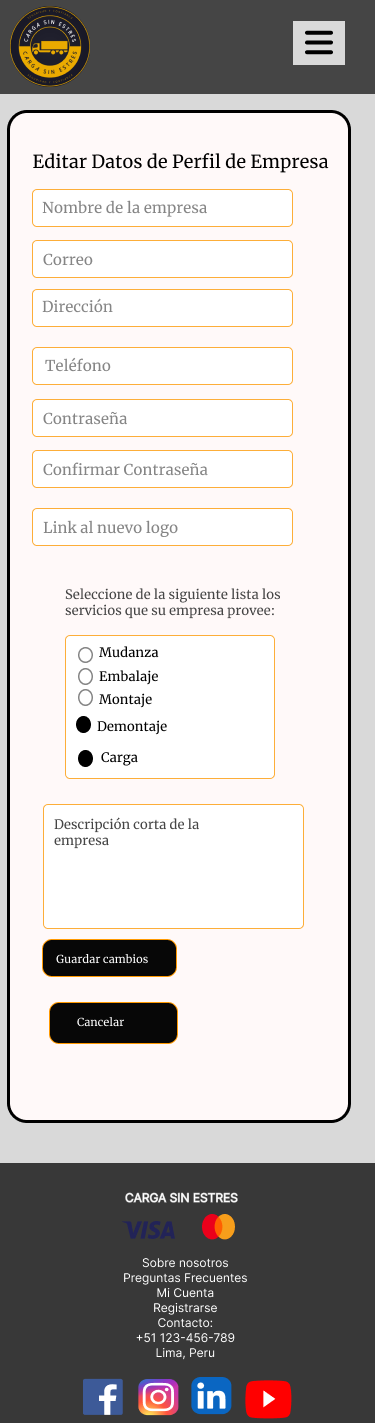 CARGA SIN ESTRES
CARGA SIN ESTRES
Editar Datos de Perfil de Empresa
Nombre de la empresa
Correo
Dirección
Teléfono
Contraseña
Confirmar Contraseña
Link al nuevo logo
Seleccione de la siguiente lista los
servicios que su empresa provee:
Mudanza
Embalaje
Montaje
Demontaje
Carga
Descripción corta de la
empresa
Guardar cambios
Cancelar
CARGA SIN ESTRES
VISA
Sobre nosotros
Preguntas Frecuentes
Mi Cuenta
Registrarse
Contacto:
+51 123-456-789
Lima, Peru